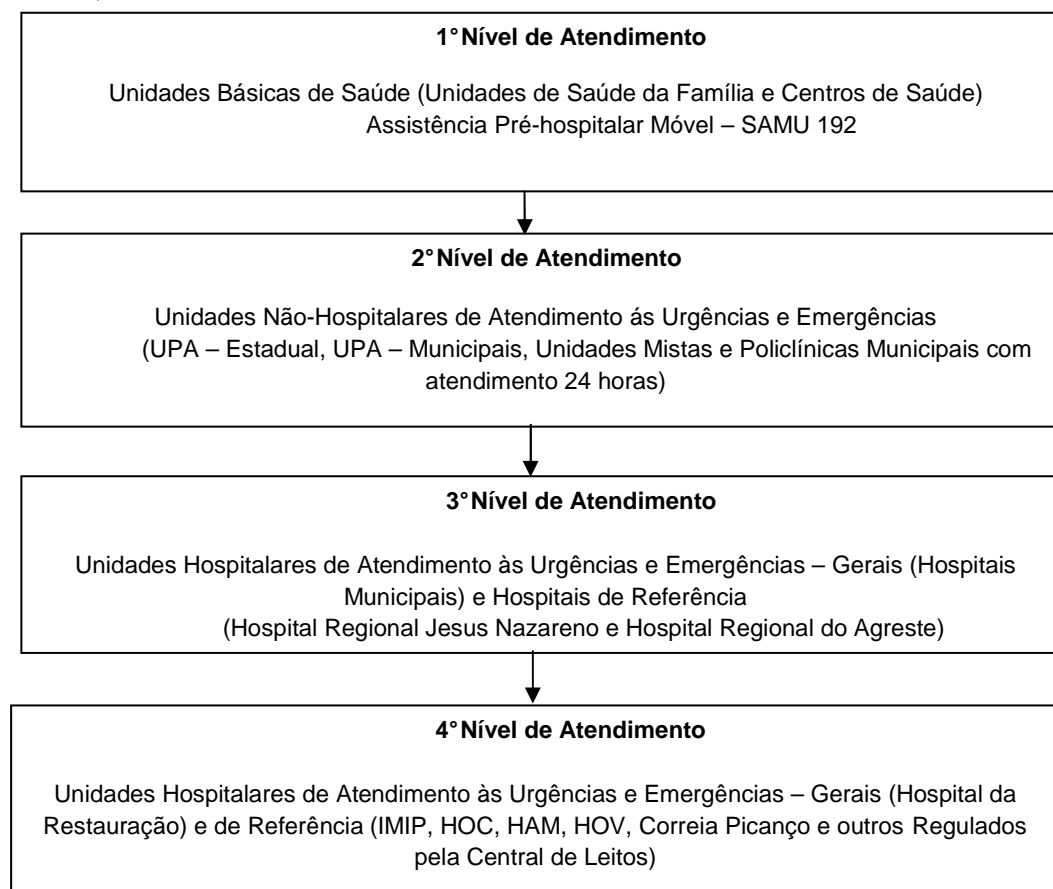 1° Nível de Atendimento
Unidades Básicas de Saúde (Unidades de Saúde da Família e Centros de Saúde)
Assistência Pré-hospitalar Móvel – SAMU 192
2° Nível de Atendimento
Unidades Não-Hospitalares de Atendimento ás Urgências e Emergências
(UPA – Estadual, UPA – Municipais, Unidades Mistas e Policlínicas Municipais com
atendimento 24 horas)
3° Nível de Atendimento
Unidades Hospitalares de Atendimento às Urgências e Emergências – Gerais (Hospitais
Municipais) e Hospitais de Referência
(Hospital Regional Jesus Nazareno e Hospital Regional do Agreste)
4° Nível de Atendimento
Unidades Hospitalares de Atendimento às Urgências e Emergências – Gerais (Hospital da
Restauração) e de Referência (IMIP, HOC, HAM, HOV, Correia Picanço e outros Regulados
pela Central de Leitos)